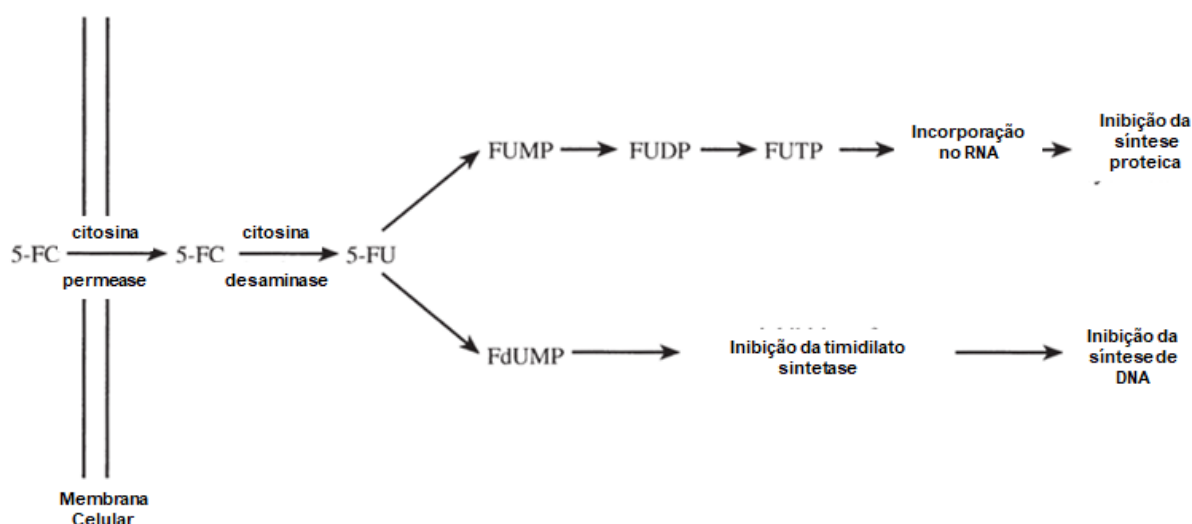 FUMP
FUDP
FUTP
Incorporação
no RNA
Inibição da
síntese
proteica
5-FC
citosina
permease
5-FC
citosina
desaminase
5-FU
FdUMP
Inibição da timidilato
sintetase
Inibição da
síntese de
DNA
Membrana
Celular